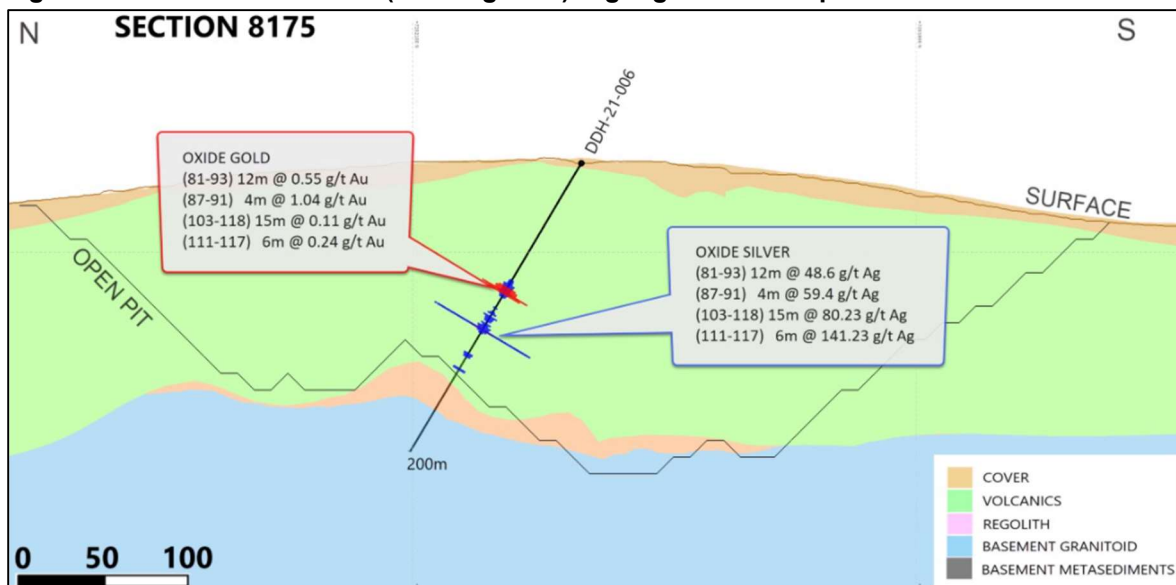 N
SECTION 8175
S
DDH-21-006
OXIDE GOLD
(81-93) 12m @ 0.55 g/t Au
(87-91) 4m @ 1.04 g/t Au
(103-118) 15m @ 0.11 g/t Au
(111-117) 6m @ 0.24 g/t Au
SURFACE
OPEN PIT
OXIDE SILVER
(81-93) 12m @ 48.6 g/t Ag
(87-91) 4m @ 59.4 g/t Ag
(103-118) 15m @ 80.23 g/t Ag
(111-117) 6m @ 141.23 g/t Ag
200m
COVER
VOLCANICS
REGOLITH
BASEMENT GRANITOID
BASEMENT METASEDIMENTS
0 50 100